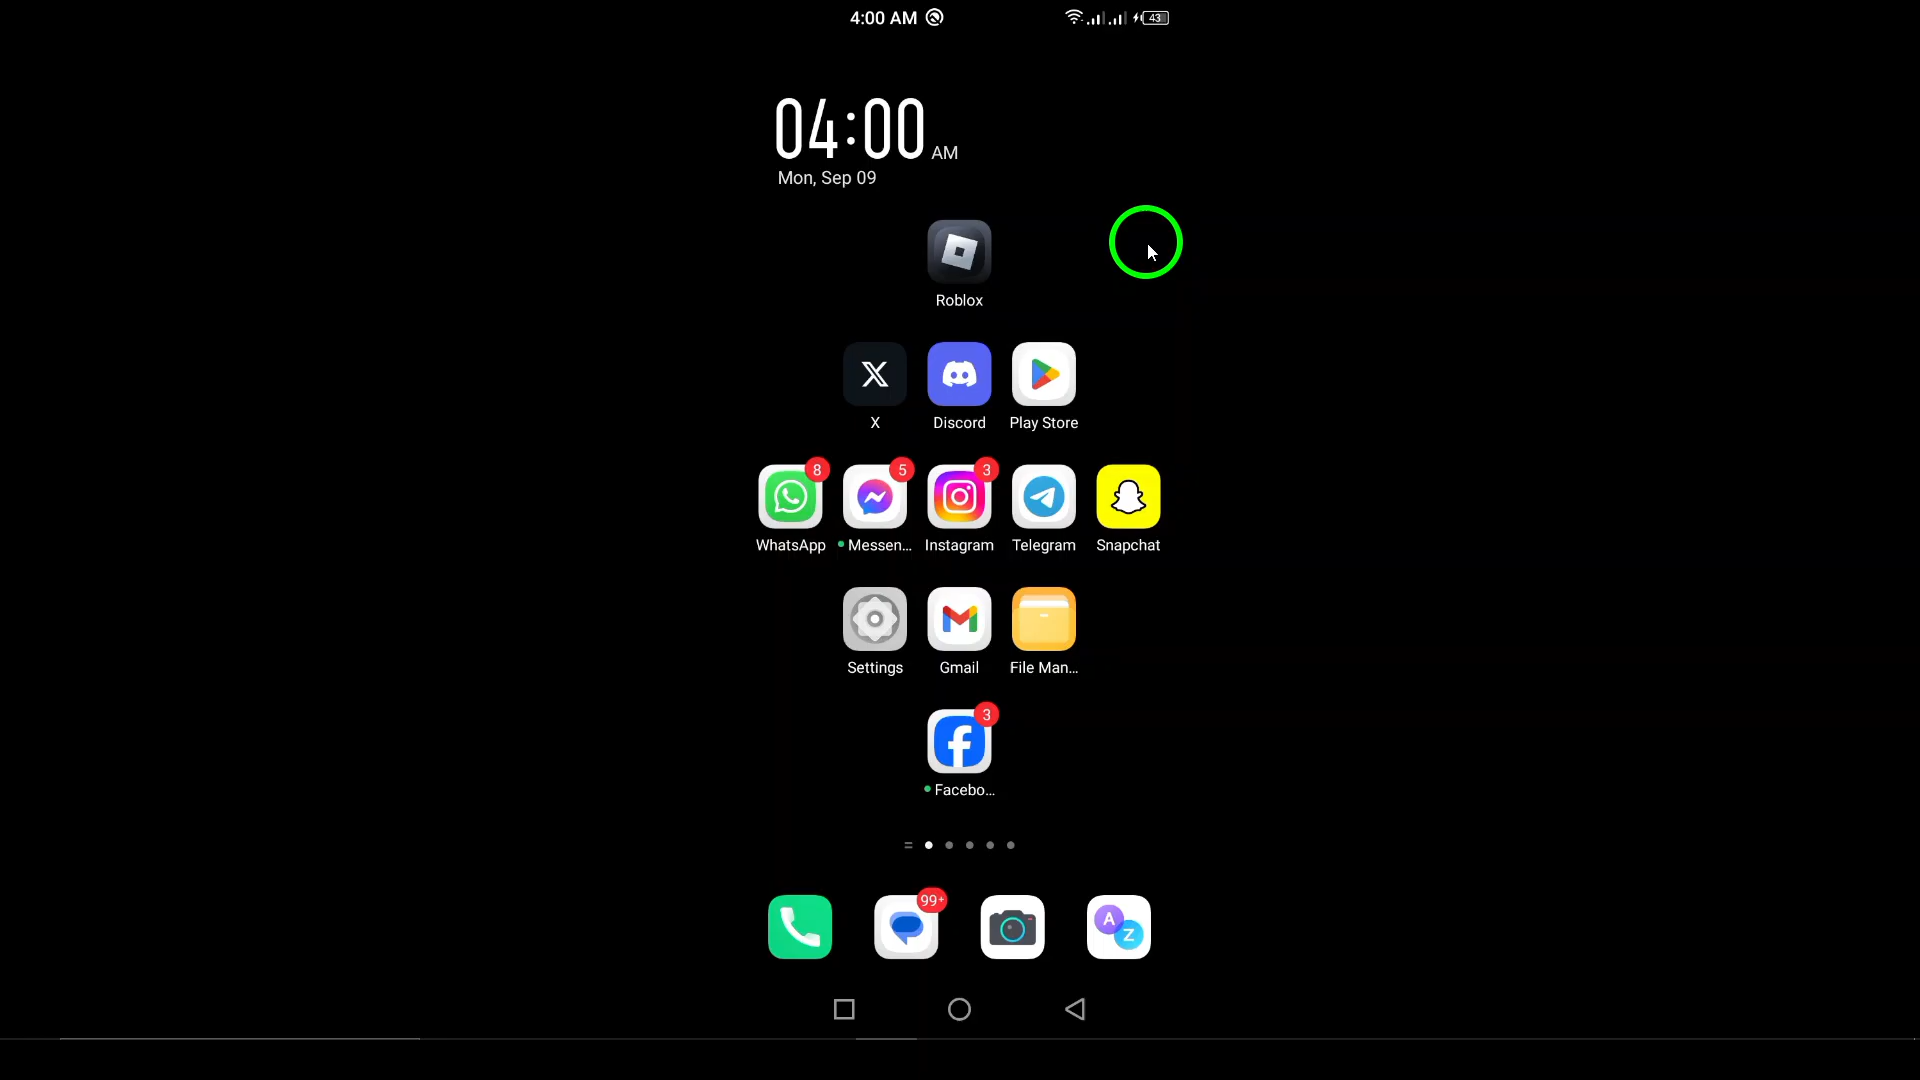 4:00 AM 43
04:00 AM
Mon, Sep 09
Roblox
X Discord Play Store
8 5 3
WhatsApp Messen... Instagram Telegram Snapchat
Settings Gmail File Man...
3
Facebo...
99+
A
Z